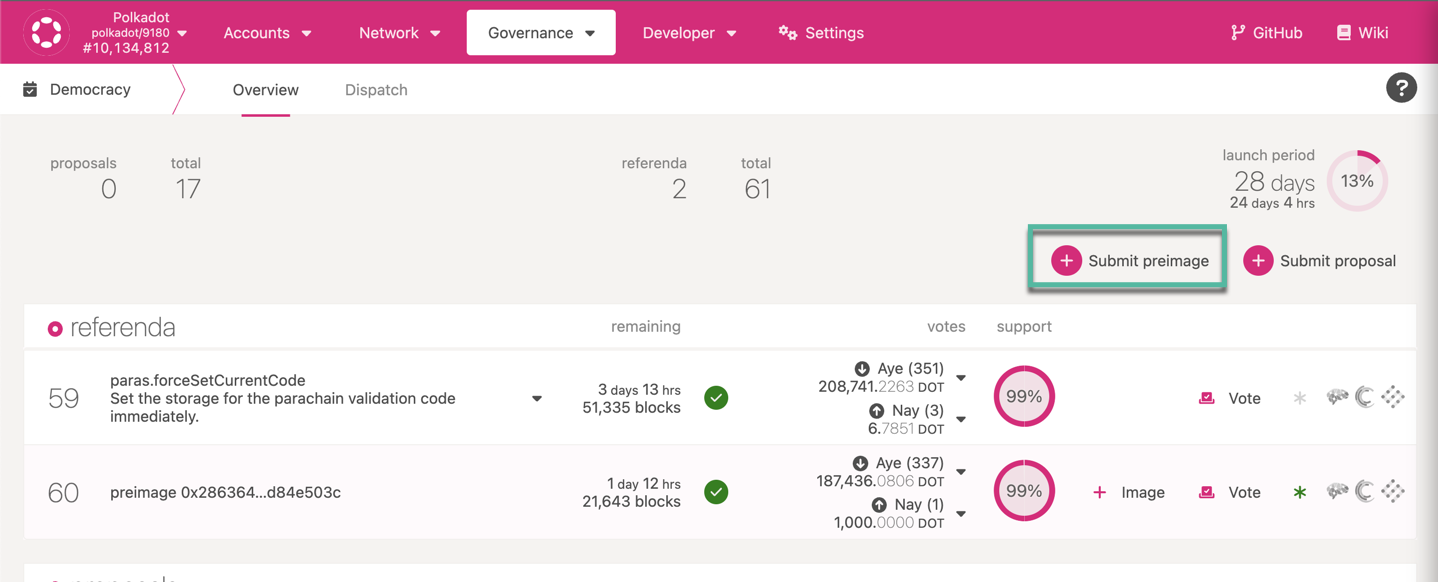 Polkadot
polkadot/9180
#10,134,812
Accounts
Network
Governance
Developer
Settings
GitHub
Wiki
Democracy
Overview
Dispatch
?
proposals
0
total
17
referenda
2
total
61
launch period
28 days
24 days 4 hrs
13%
Submit preimage
Submit proposal
referenda
remaining
votes
support
59
paras.forceSetCurrentCode
Set the storage for the parachain validation code
immediately.
3 days 13 hrs
51,335 blocks
Aye (351)
208,741.2263 DOT
Nay (3)
6.7851 DOT
99%
Vote
60
preimage 0x286364...d84e503c
1 day 12 hrs
21,643 blocks
Aye (337)
187,436.0806 DOT
Nay (1)
1,000.0000 DOT
99%
Image
Vote